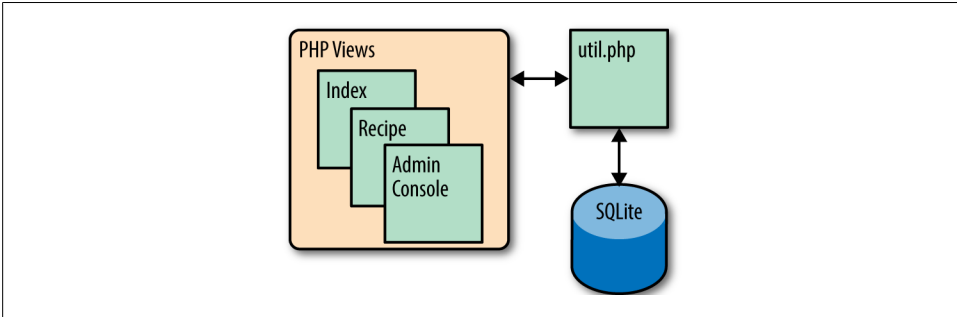 PHP Views
Index
Recipe
Admin
Console
util.php
SQLite